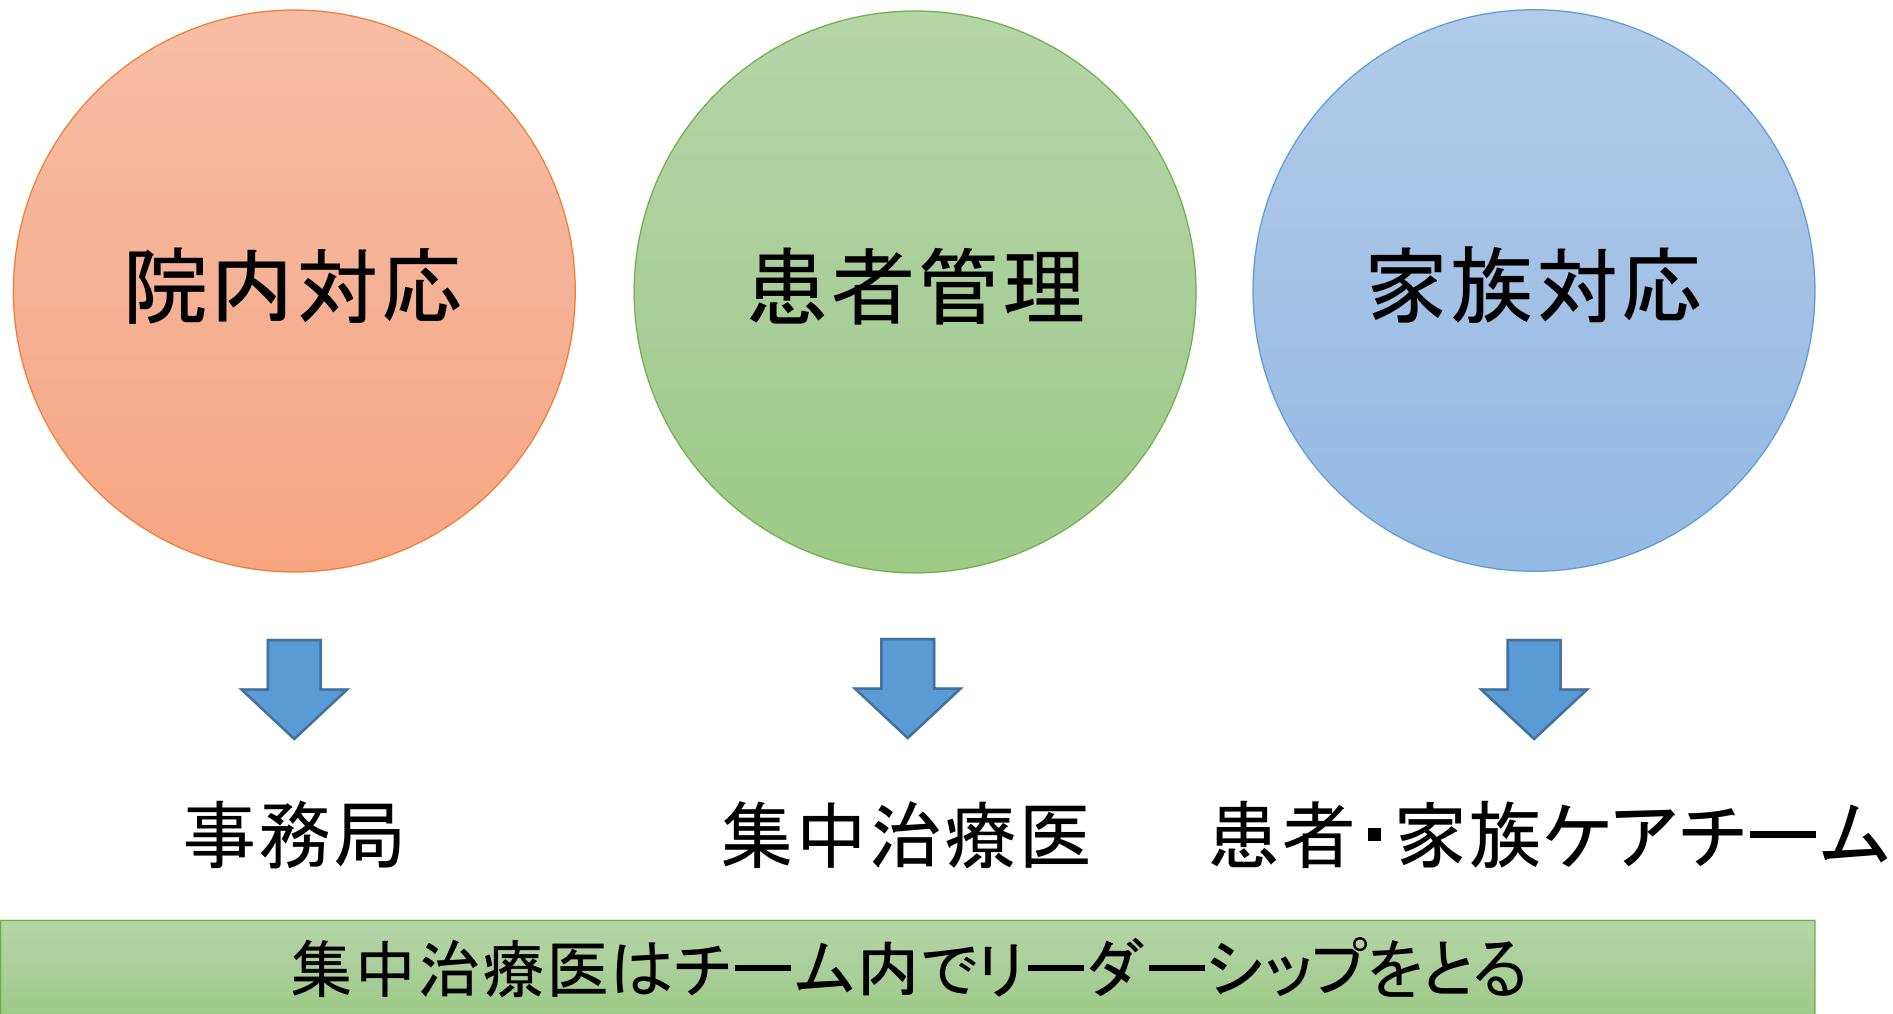 院内対応
患者管理
家族対応
事務局
集中治療医
患者・家族ケアチーム
集中治療医はチーム内でリーダーシップをとる